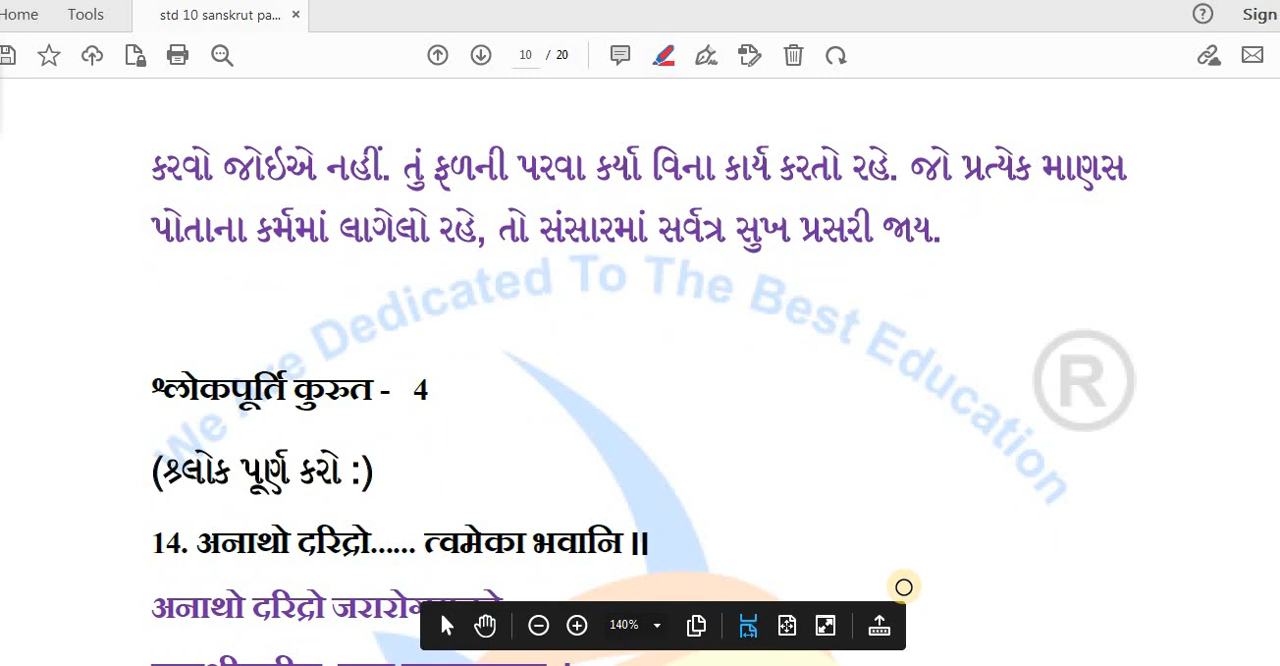 Home Tools std 10 sanskrut pa... × ? Sign
10 / 20
કરવો જોઇએ નહીં. તું ફળની પરવા કર્યા વિના કાર્ય કરતો રહે. જો પ્રત્યેક માણસ
પોતાના કર્મમાં લાગેલો રહે, તો સંસારમાં સર્વત્ર સુખ પ્રસરી જાય.
We Are Dedicated To The Best Education
®
श्लोकपूर्ति कुरुत - 4
(શ્લોક પૂર્ણ કરો :)
14. अनाथो दरिद्रो...... त्वमेका भवानि ||
अनाथो दरिद्रो
140%